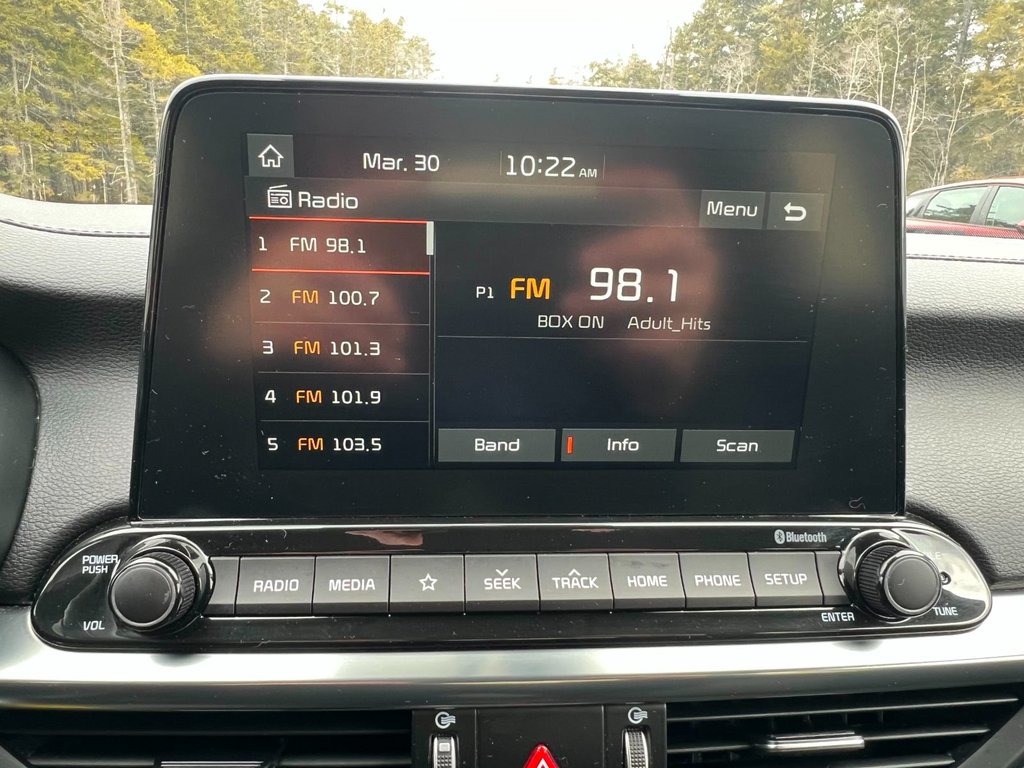 Mar. 30 10:22 AM
Radio
Menu
1 FM 98.1
2 FM 100.7
3 FM 101.3
4 FM 101.9
5 FM 103.5
P1 FM 98.1
BOX ON Adult_Hits
Band Info Scan
Bluetooth
POWER
PUSH
VOL
RADIO MEDIA SEEK TRACK HOME PHONE SETUP
ENTER
TUNE